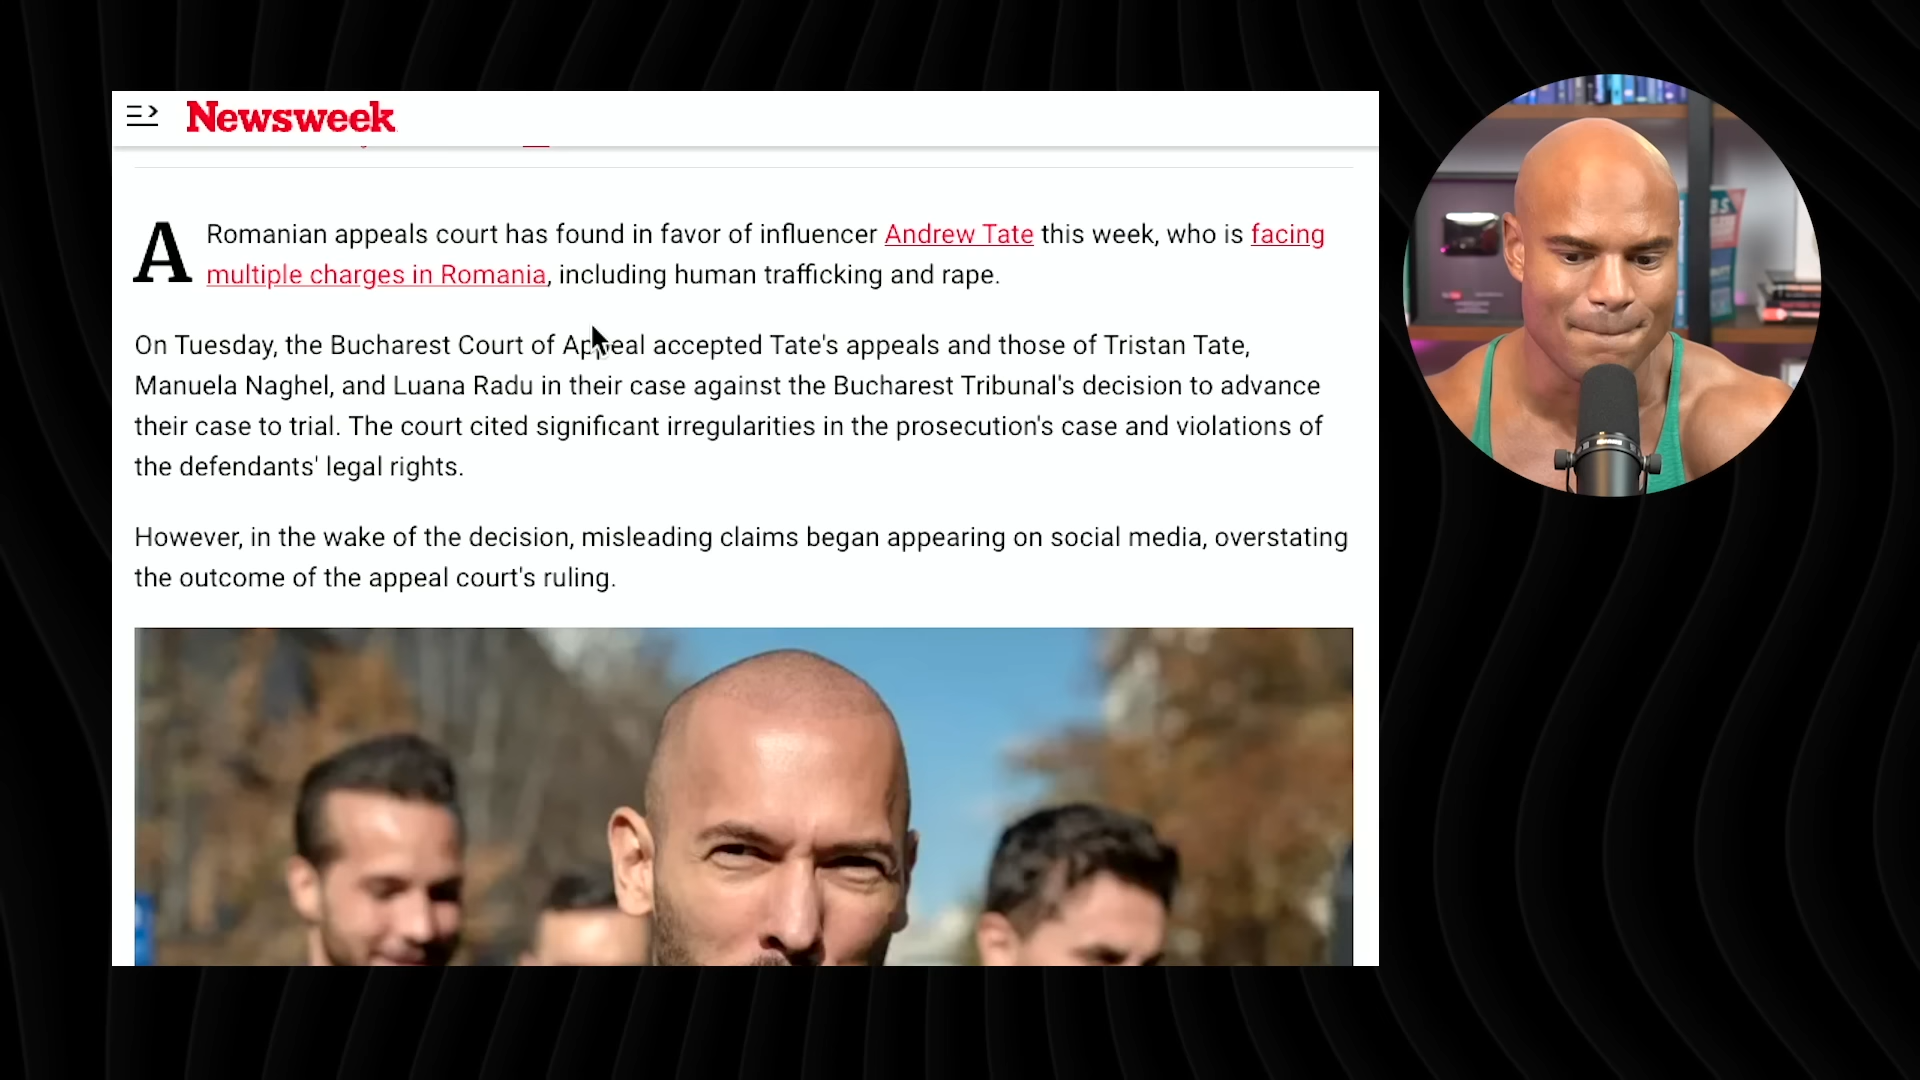 Newsweek
A Romanian appeals court has found in favor of influencer Andrew Tate this week, who is facing
multiple charges in Romania, including human trafficking and rape.
On Tuesday, the Bucharest Court of Appeal accepted Tate's appeals and those of Tristan Tate,
Manuela Naghel, and Luana Radu in their case against the Bucharest Tribunal's decision to advance
their case to trial. The court cited significant irregularities in the prosecution's case and violations of
the defendants' legal rights.
However, in the wake of the decision, misleading claims began appearing on social media, overstating
the outcome of the appeal court's ruling.